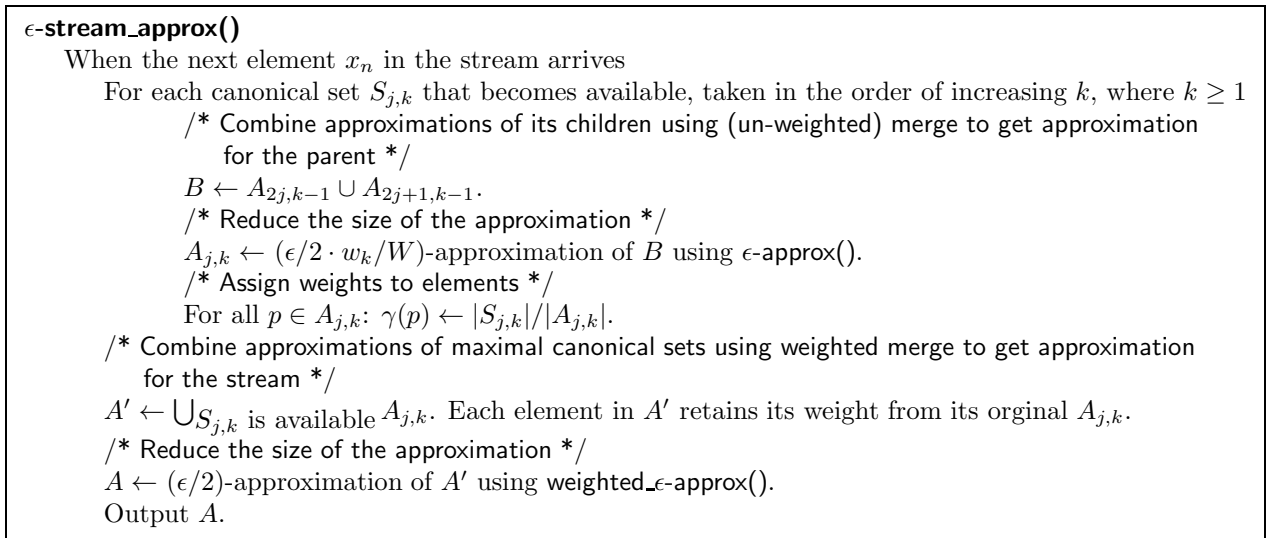 ϵ-stream_approx()
When the next element xₙ in the stream arrives
For each canonical set S_{j,k} that becomes available, taken in the order of increasing k, where k ≥ 1
/* Combine approximations of its children using (un-weighted) merge to get approximation
for the parent */
B ← A_{2j,k−1} ∪ A_{2j+1,k−1}.
/* Reduce the size of the approximation */
A_{j,k} ← (ϵ/2 · w_k/W)-approximation of B using ϵ-approx().
/* Assign weights to elements */
For all p ∈ A_{j,k}: γ(p) ← |S_{j,k}|/|A_{j,k}|.
/* Combine approximations of maximal canonical sets using weighted merge to get approximation
for the stream */
A′ ← ⋃_{S_{j,k} is available} A_{j,k}. Each element in A′ retains its weight from its orginal A_{j,k}.
/* Reduce the size of the approximation */
A ← (ϵ/2)-approximation of A′ using weighted_ϵ-approx().
Output A.